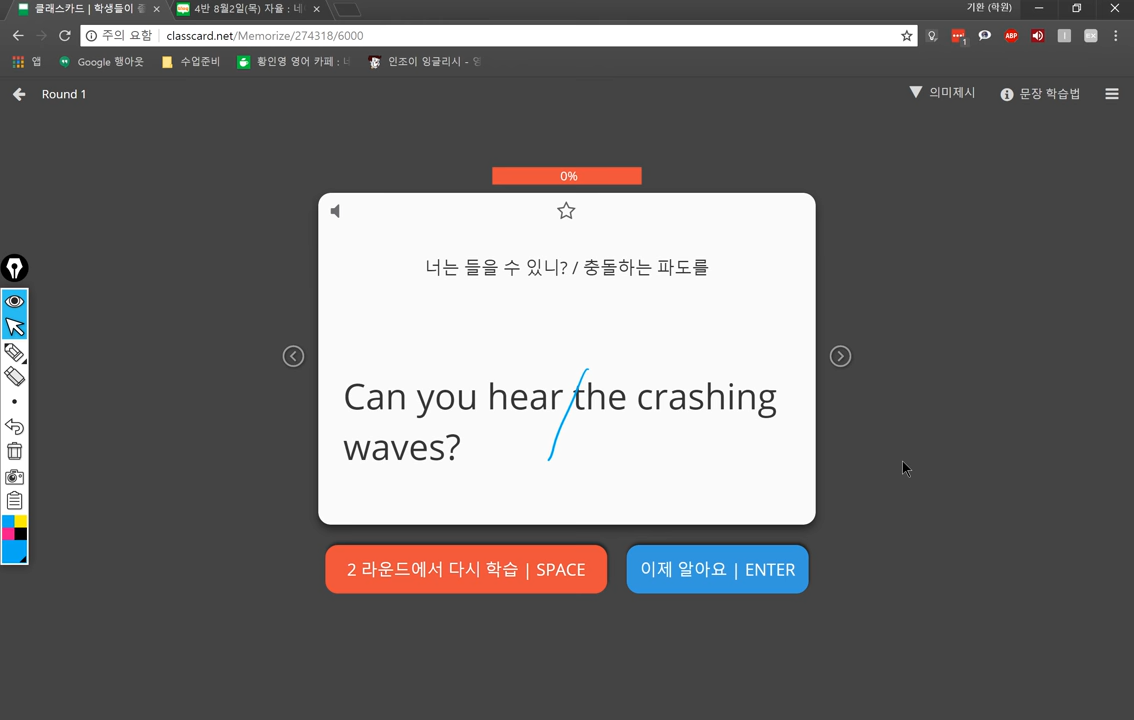 클래스카드 | 학생들이
4반 8월2일(목) 자율 : 네
기환 (학원)
주의 요함 | classcard.net/Memorize/274318/6000
1
ABP
앱
Google 행아웃
수업준비
황인영 영어 카페 : 네
인조이 잉글리시 -
Round 1
▼ 의미제시
문장 학습법
0%
너는 들을 수 있니? / 충돌하는 파도를
Can you hear the crashing
waves?
2 라운드에서 다시 학습 | SPACE
이제 알아요 | ENTER